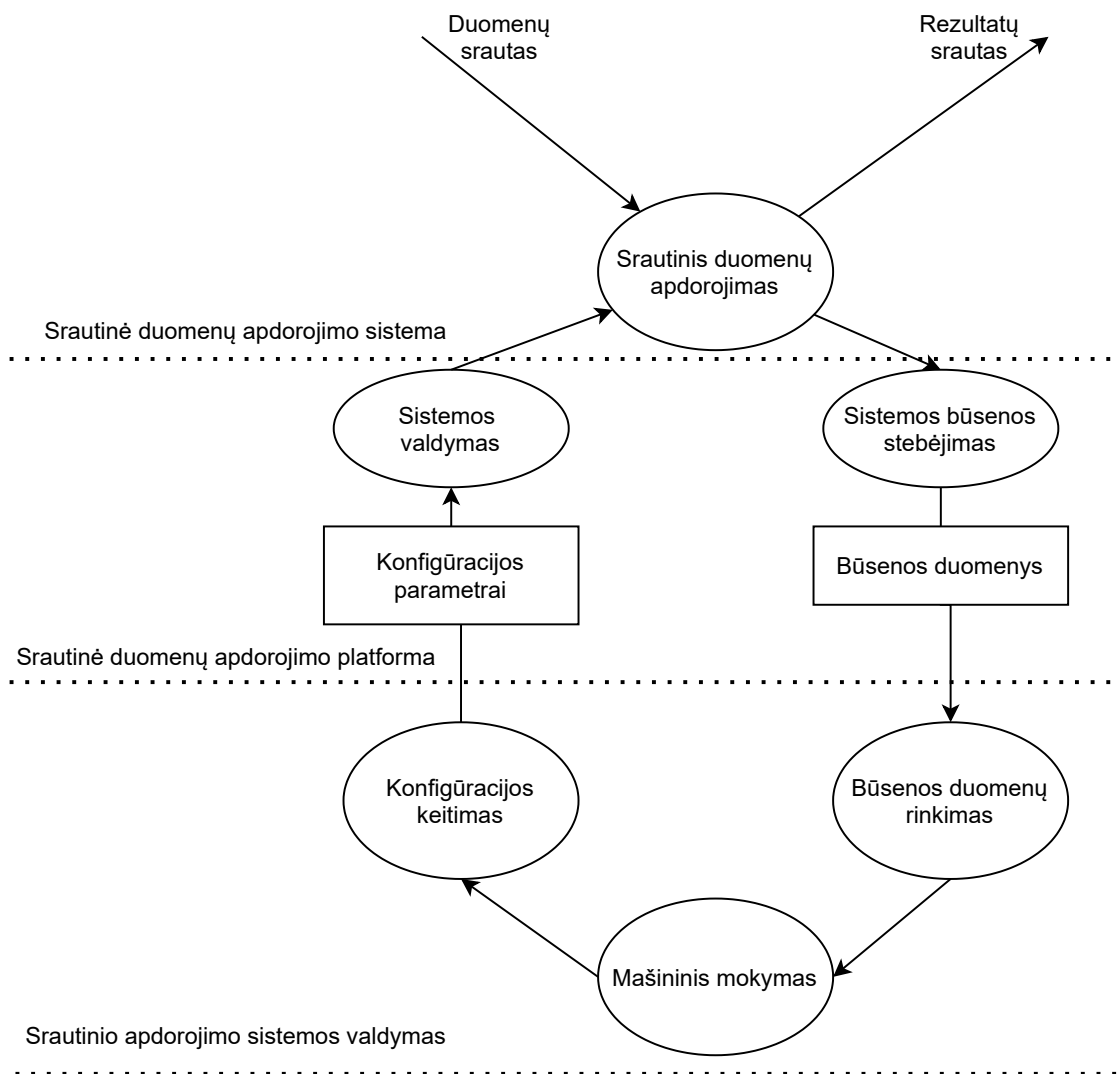 Duomenų
srautas
Rezultatų
srautas
Srautinis duomenų
apdorojimas
Srautinė duomenų apdorojimo sistema
Sistemos
valdymas
Sistemos būsenos
stebėjimas
Konfigūracijos
parametrai
Būsenos duomenys
Srautinė duomenų apdorojimo platforma
Konfigūracijos
keitimas
Būsenos duomenų
rinkimas
Mašininis mokymas
Srautinio apdorojimo sistemos valdymas